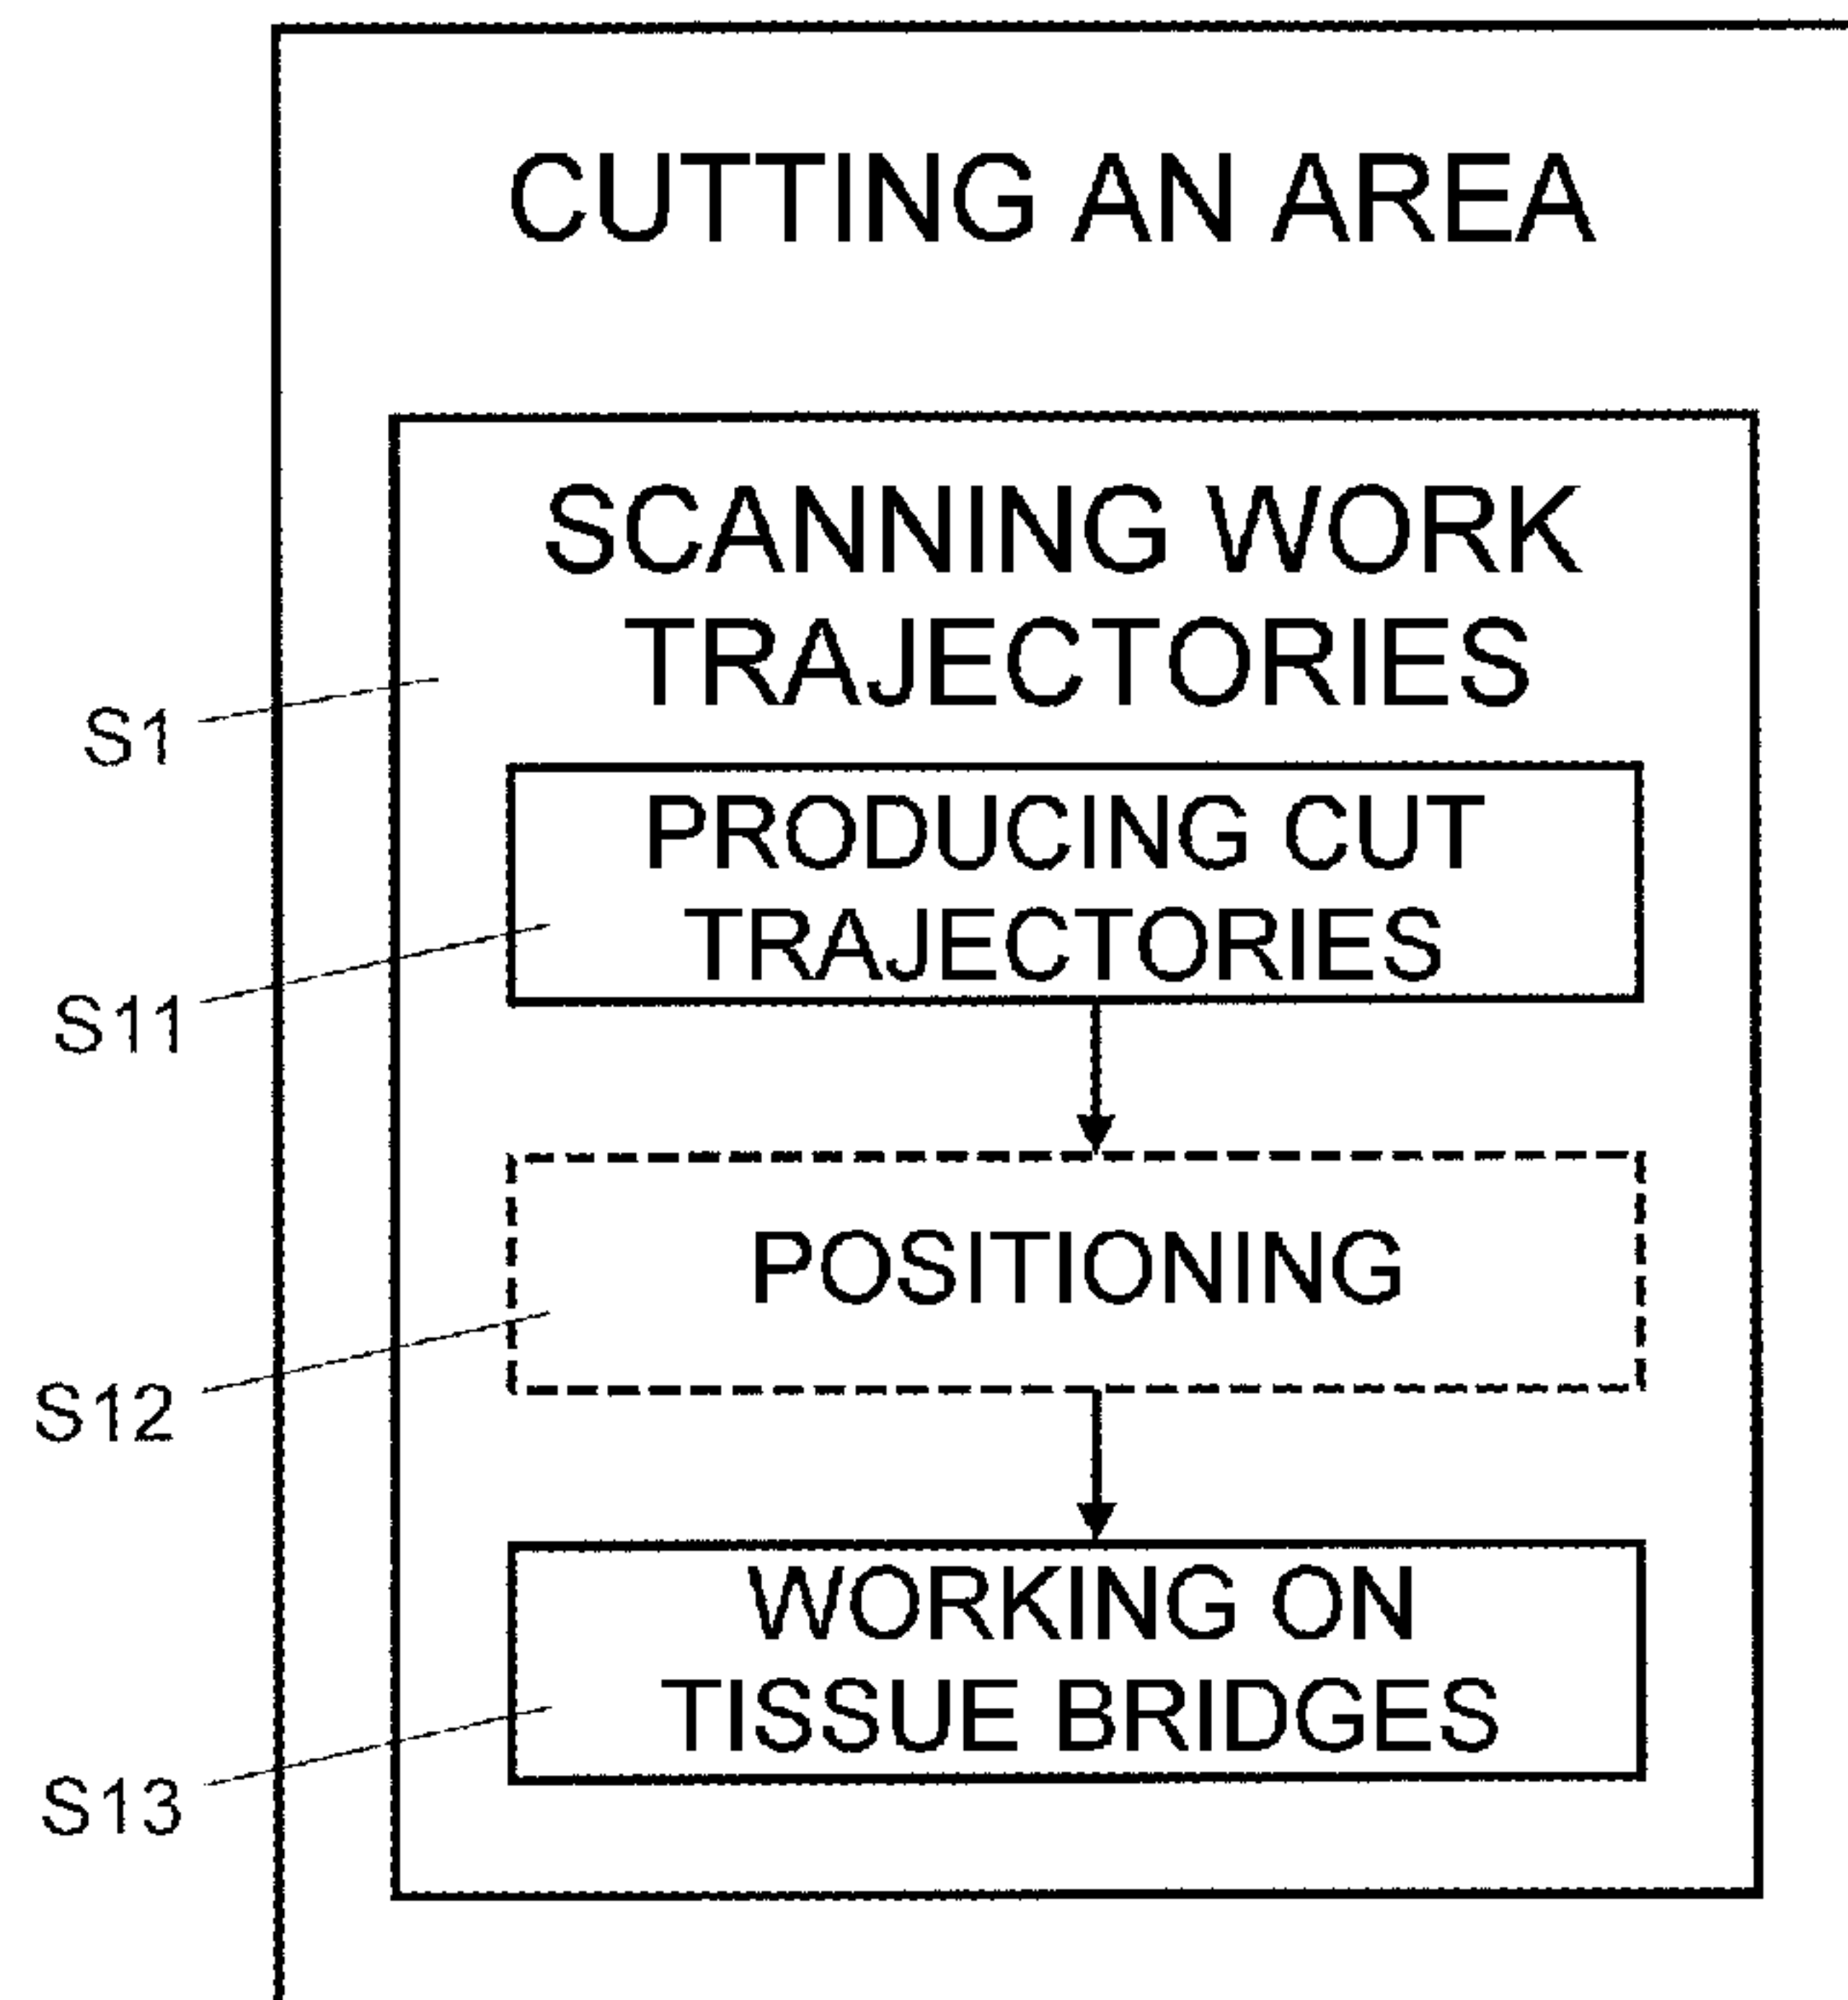 CUTTING AN AREA
SCANNING WORK
TRAJECTORIES
S1
PRODUCING CUT
TRAJECTORIES
S11
POSITIONING
S12
WORKING ON
TISSUE BRIDGES
S13